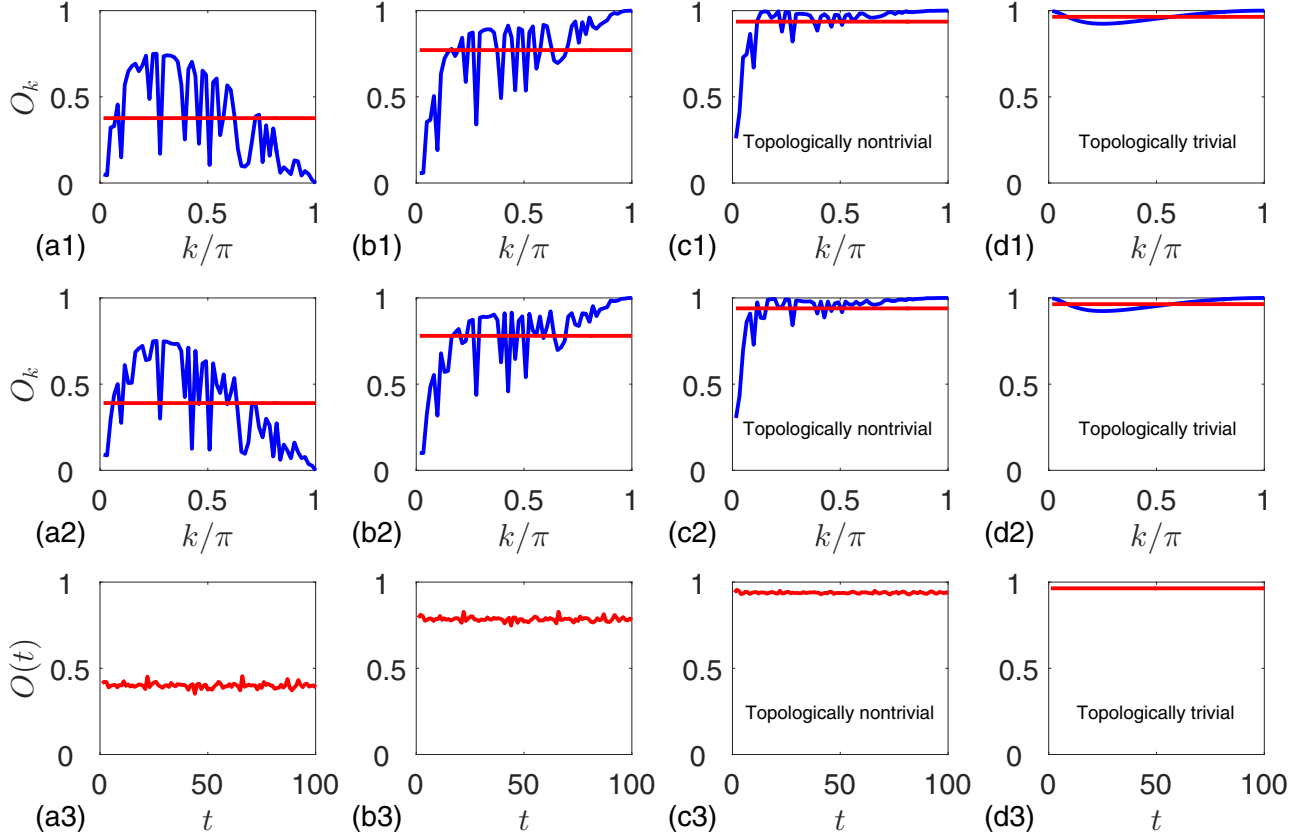 1 1 1 1
O_k 0.5 0.5 0.5 0.5
Topologically nontrivial Topologically trivial
0 0 0 0
0 0.5 1 0 0.5 1 0 0.5 1 0 0.5 1
(a1) k/π (b1) k/π (c1) k/π (d1) k/π
1 1 1 1
O_k 0.5 0.5 0.5 0.5
Topologically nontrivial Topologically trivial
0 0 0 0
0 0.5 1 0 0.5 1 0 0.5 1 0 0.5 1
(a2) k/π (b2) k/π (c2) k/π (d2) k/π
1 1 1 1
O(t) 0.5 0.5 0.5 0.5
Topologically nontrivial Topologically trivial
0 0 0 0
0 50 100 0 50 100 0 50 100 0 50 100
(a3) t (b3) t (c3) t (d3) t